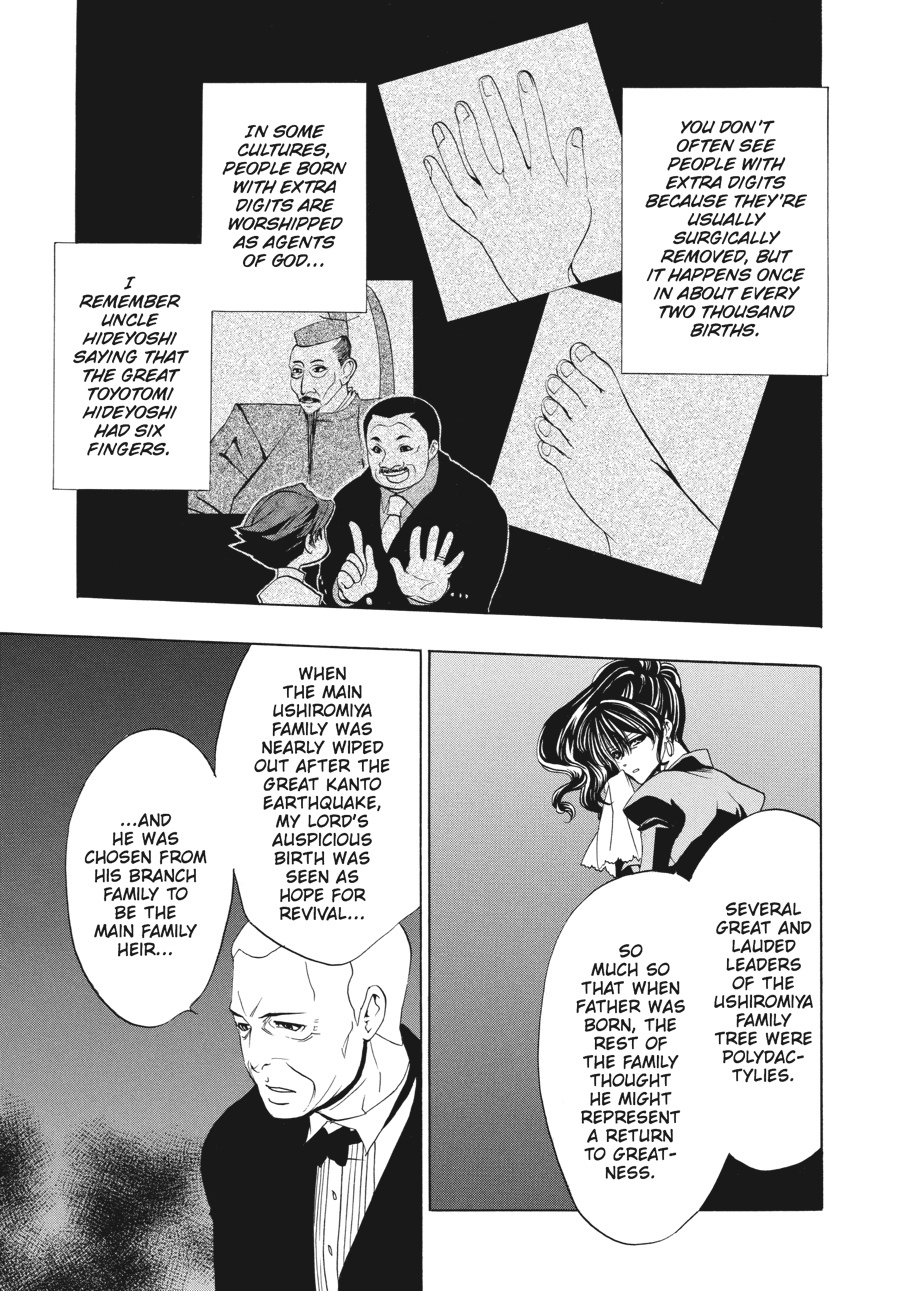 YOU DON'T
OFTEN SEE
PEOPLE WITH
EXTRA DIGITS
BECAUSE THEY'RE
USUALLY
SURGICALLY
REMOVED, BUT
IT HAPPENS ONCE
IN ABOUT EVERY
TWO THOUSAND
BIRTHS.
IN SOME
CULTURES,
PEOPLE BORN
WITH EXTRA
DIGITS ARE
WORSHIPPED
AS AGENTS
OF GOD...
I
REMEMBER
UNCLE
HIDEYOSHI
SAYING THAT
THE GREAT
TOYOTOMI
HIDEYOSHI
HAD SIX
FINGERS.
SEVERAL
GREAT AND
LAUDED
LEADERS
OF THE
USHIROMIYA
FAMILY
TREE WERE
POLYDAC-
TYLIES.
SO
MUCH SO
THAT WHEN
FATHER WAS
BORN, THE
REST OF
THE FAMILY
THOUGHT
HE MIGHT
REPRESENT
A RETURN
TO GREAT-
NESS.
WHEN
THE MAIN
USHIROMIYA
FAMILY WAS
NEARLY WIPED
OUT AFTER THE
GREAT KANTO
EARTHQUAKE,
MY LORD'S
AUSPICIOUS
BIRTH WAS
SEEN AS
HOPE FOR
REVIVAL...
...AND
HE WAS
CHOSEN FROM
HIS BRANCH
FAMILY TO
BE THE
MAIN FAMILY
HEIR...